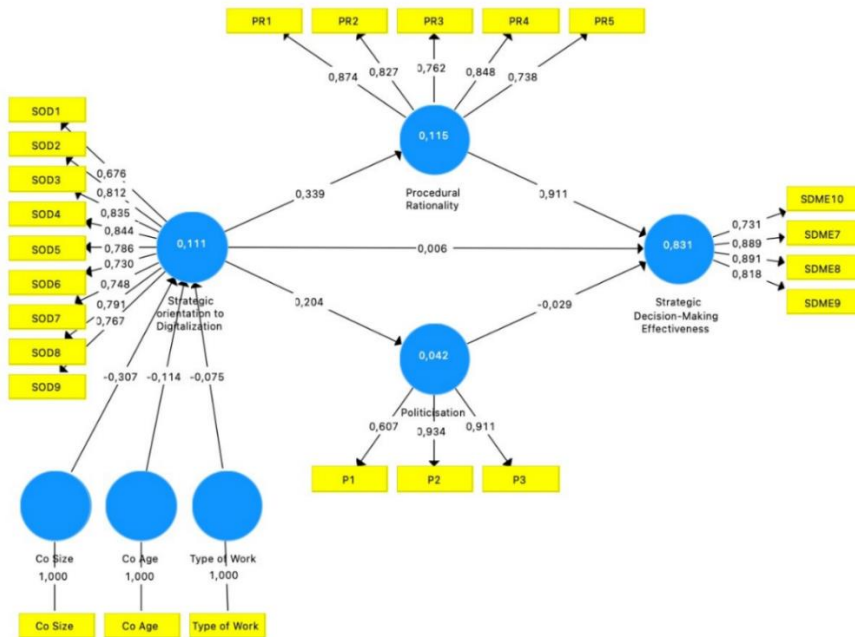 PR1 PR2 PR3 PR4 PR5
0,874 0,827 0,762 0,848 0,738
0,115
Procedural
Rationality
SOD1
SOD2
SOD3
SOD4
SOD5
SOD6
SOD7
SOD8
SOD9
0,676
0,812
0,835
0,844
0,786
0,730
0,748
0,791
0,767
0,111
Strategic
orientation to
Digitalization
0,339
0,911
0,006
0,204
-0,029
0,831
Strategic
Decision-Making
Effectiveness
0,731
0,889
0,891
0,818
SDME10
SDME7
SDME8
SDME9
0,042
Politicisation
0,607 0,934 0,911
P1 P2 P3
-0,307 -0,114 -0,075
Co Size Co Age Type of Work
1,000 1,000 1,000
Co Size Co Age Type of Work